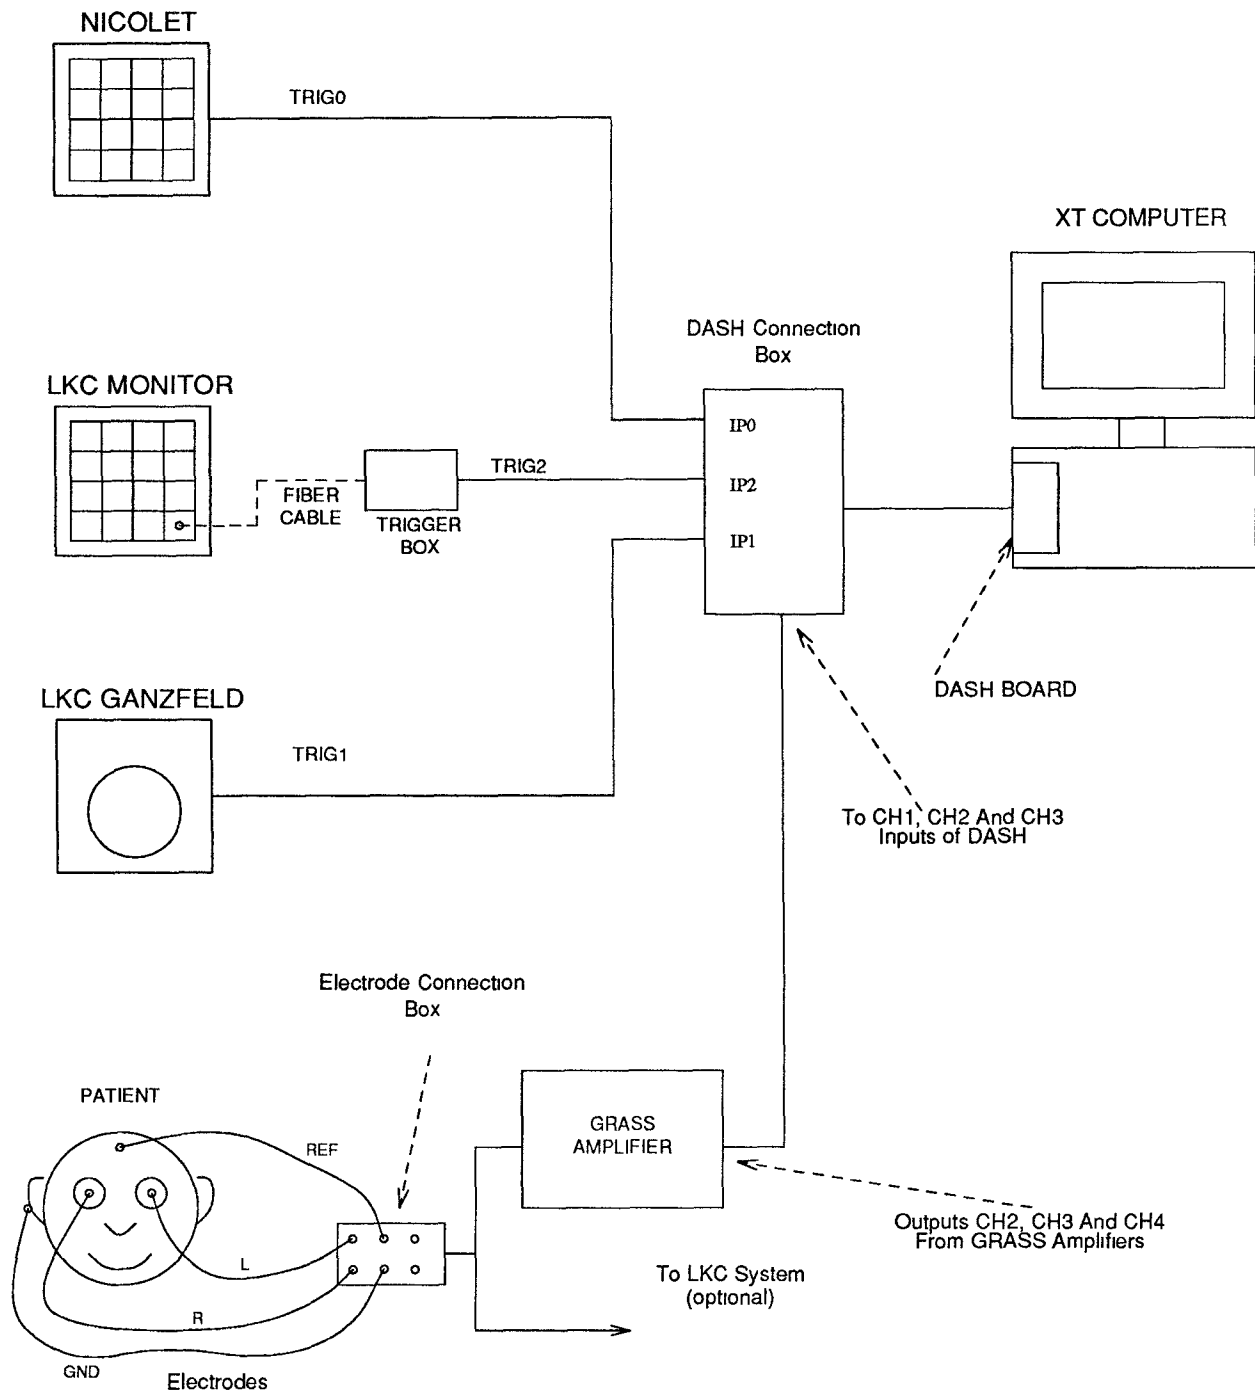 NICOLET
TRIG0
XT COMPUTER
DASH Connection
Box
LKC MONITOR
IP0
TRIG2
IP2
FIBER
CABLE
TRIGGER
BOX
IP1
DASH BOARD
LKC GANZFELD
TRIG1
To CH1, CH2 And CH3
Inputs of DASH
Electrode Connection
Box
PATIENT
GRASS
AMPLIFIER
REF
Outputs CH2, CH3 And CH4
From GRASS Amplifiers
L
To LKC System
(optional)
R
GND
Electrodes